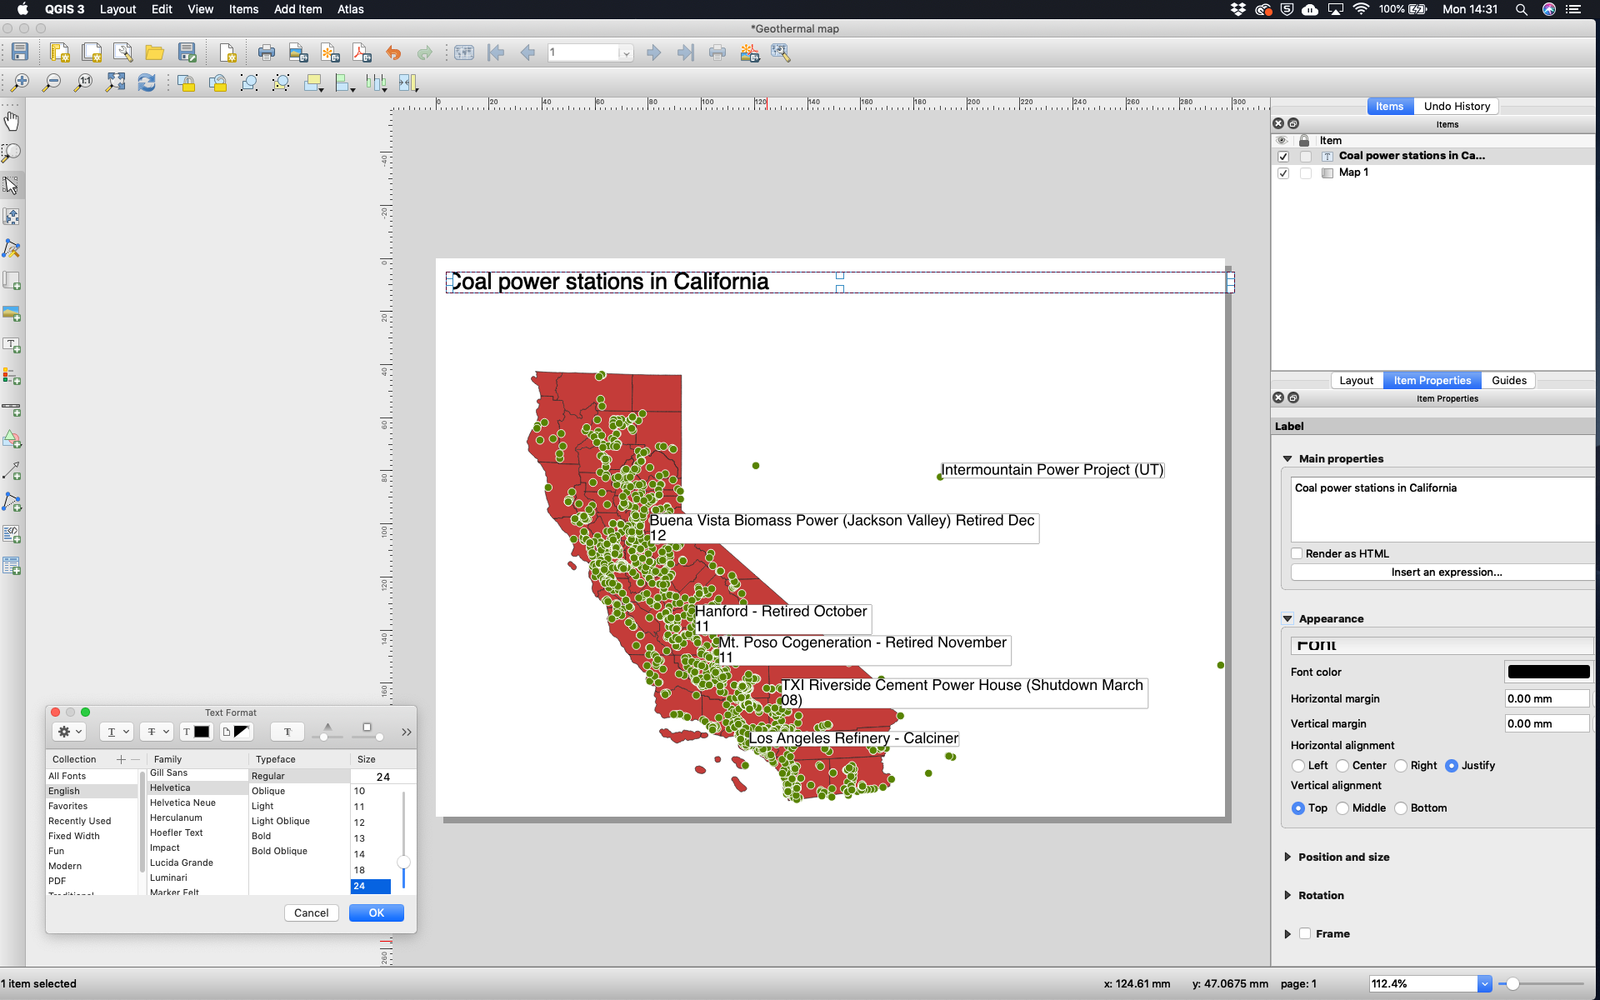 QGIS 3 Layout Edit View Items Add Item Atlas 100% Mon 14:31
*Geothermal map
1
0 20 40 60 80 100 120 140 160 180 200 220 240 260 280 300
Items Undo History
Items
Item
Coal power stations in Ca...
Map 1
Coal power stations in California
Layout Item Properties Guides
Item Properties
Label
Main properties
Coal power stations in California
Render as HTML
Insert an expression...
Appearance
Font
Font color
Horizontal margin 0.00 mm
Vertical margin 0.00 mm
Horizontal alignment
Left Center Right Justify
Vertical alignment
Top Middle Bottom
Position and size
Rotation
Frame
Intermountain Power Project (UT)
Buena Vista Biomass Power (Jackson Valley) Retired Dec
12
Hanford - Retired October
11
Mt. Poso Cogeneration - Retired November
11
TXI Riverside Cement Power House (Shutdown March
08)
Los Angeles Refinery - Calciner
Text Format
Collection Family Typeface Size
All Fonts Gill Sans Regular 24
English Helvetica Oblique 10
Favorites Helvetica Neue Light 11
Recently Used Herculanum Light Oblique 12
Fixed Width Hoefler Text Bold 13
Fun Impact Bold Oblique 14
Modern Lucida Grande 18
PDF Luminari 24
Traditional Marker Felt
Cancel OK
1 item selected x: 124.61 mm y: 47.0675 mm page: 1 112.4%